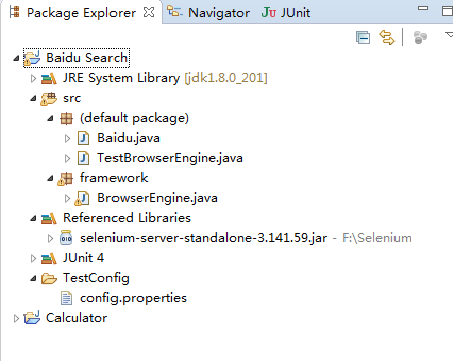 Package Explorer Navigator JUnit
Baidu Search
JRE System Library [jdk1.8.0_201]
src
(default package)
Baidu.java
TestBrowserEngine.java
framework
BrowserEngine.java
Referenced Libraries
selenium-server-standalone-3.141.59.jar - F:\Selenium
JUnit 4
TestConfig
config.properties
Calculator